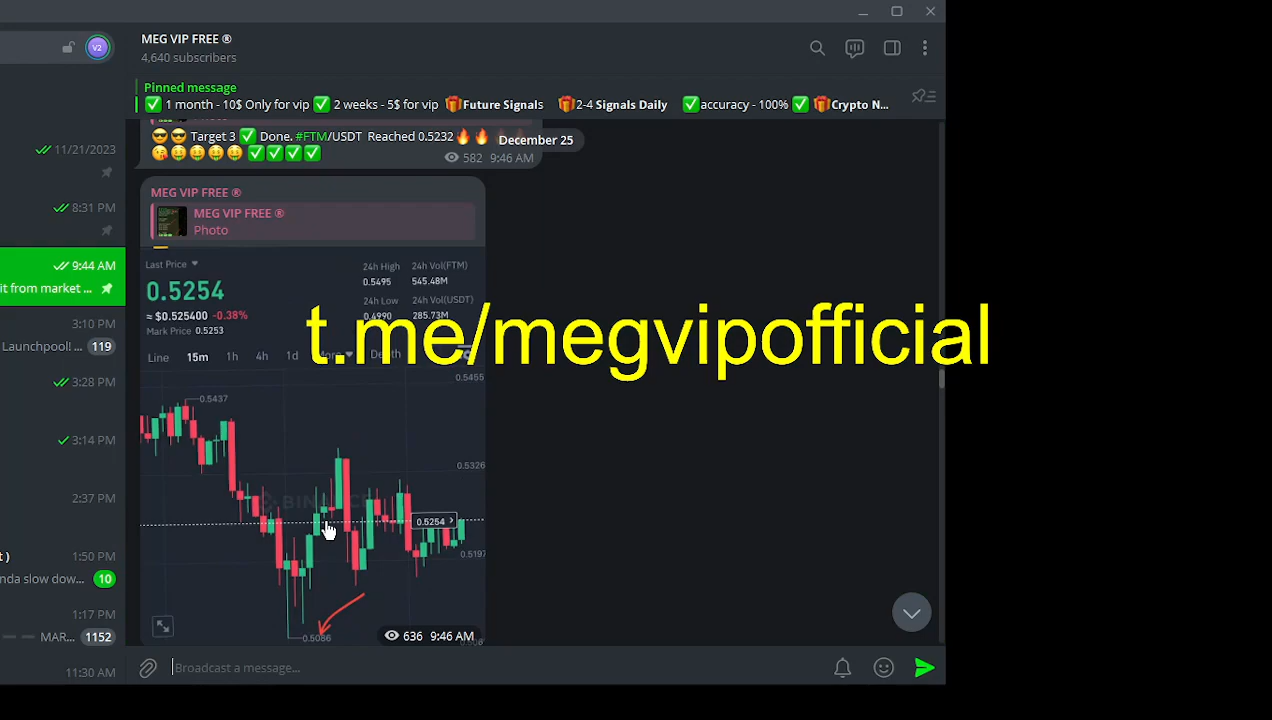 MEG VIP FREE ®
4,640 subscribers
V2
Pinned message
✅ 1 month - 10$ Only for vip ✅ 2 weeks - 5$ for vip 🎁Future Signals 🎁2-4 Signals Daily ✅accuracy - 100% ✅ 🎁Crypto N...
😎😎 Target 3 ✅ Done. #FTM/USDT Reached 0.5232🔥🔥
December 25
😘🤑🤑🤑🤑 ✅✅✅✅
582 9:46 AM
11/21/2023
8:31 PM
9:44 AM
it from market ...
3:10 PM
Launchpool! ... 119
3:28 PM
3:14 PM
2:37 PM
1:50 PM
nda slow dow... 10
1:17 PM
MAR... 1152
11:30 AM
MEG VIP FREE ®
MEG VIP FREE ®
Photo
Last Price
0.5254
≈ $0.525400 -0.38%
Mark Price 0.5253
24h High 24h Vol(FTM)
0.5495 545.48M
24h Low 24h Vol(USDT)
0.4990 285.73M
t.me/megvipofficial
Line 15m 1h 4h 1d More Depth
0.5455
0.5437
0.5326
BINANCE
0.5254
0.5197
0.5086
636 9:46 AM
Broadcast a message...